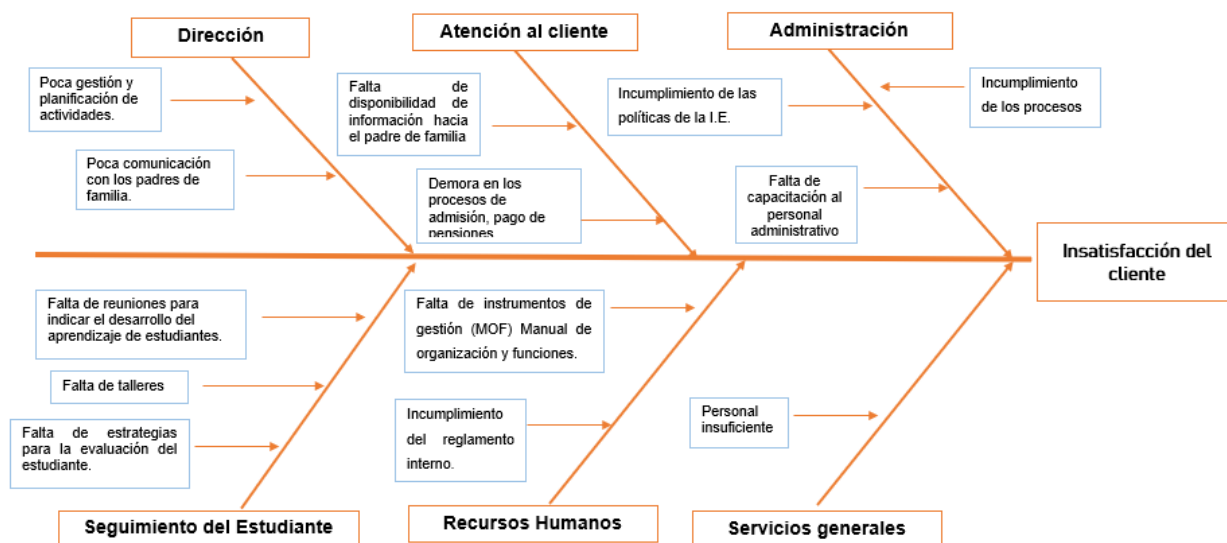 Dirección
Atención al cliente
Administración
Poca gestión y
planificación de
actividades.
Poca comunicación
con los padres de
familia.
Falta de
disponibilidad de
información hacia
el padre de familia
Demora en los
procesos de
admisión, pago de
pensiones
Incumplimiento de las
políticas de la I.E.
Incumplimiento
de los procesos
Falta de
capacitación al
personal
administrativo
Insatisfacción del
cliente
Falta de reuniones para
indicar el desarrollo del
aprendizaje de estudiantes.
Falta de talleres
Falta de estrategias
para la evaluación del
estudiante.
Falta de instrumentos de
gestión (MOF) Manual de
organización y funciones.
Incumplimiento
del reglamento
interno.
Personal
insuficiente
Seguimiento del Estudiante
Recursos Humanos
Servicios generales